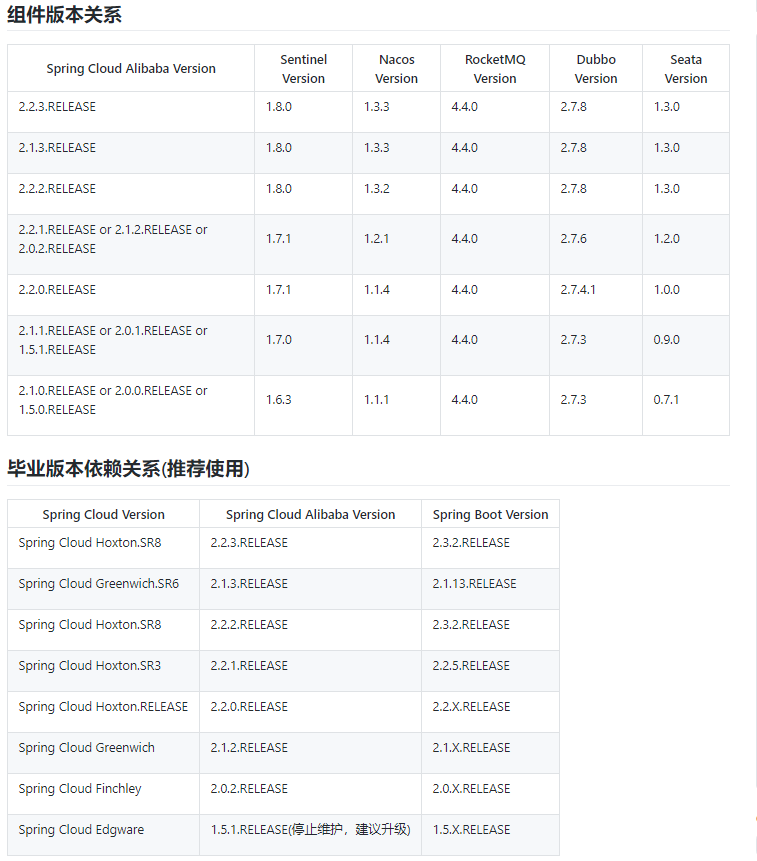 组件版本关系
Spring Cloud Alibaba Version Sentinel Version Nacos Version RocketMQ Version Dubbo Version Seata Version
2.2.3.RELEASE 1.8.0 1.3.3 4.4.0 2.7.8 1.3.0
2.1.3.RELEASE 1.8.0 1.3.3 4.4.0 2.7.8 1.3.0
2.2.2.RELEASE 1.8.0 1.3.2 4.4.0 2.7.8 1.3.0
2.2.1.RELEASE or 2.1.2.RELEASE or 2.0.2.RELEASE 1.7.1 1.2.1 4.4.0 2.7.6 1.2.0
2.2.0.RELEASE 1.7.1 1.1.4 4.4.0 2.7.4.1 1.0.0
2.1.1.RELEASE or 2.0.1.RELEASE or 1.5.1.RELEASE 1.7.0 1.1.4 4.4.0 2.7.3 0.9.0
2.1.0.RELEASE or 2.0.0.RELEASE or 1.5.0.RELEASE 1.6.3 1.1.1 4.4.0 2.7.3 0.7.1
毕业版本依赖关系(推荐使用)
Spring Cloud Version Spring Cloud Alibaba Version Spring Boot Version
Spring Cloud Hoxton.SR8 2.2.3.RELEASE 2.3.2.RELEASE
Spring Cloud Greenwich.SR6 2.1.3.RELEASE 2.1.13.RELEASE
Spring Cloud Hoxton.SR8 2.2.2.RELEASE 2.3.2.RELEASE
Spring Cloud Hoxton.SR3 2.2.1.RELEASE 2.2.5.RELEASE
Spring Cloud Hoxton.RELEASE 2.2.0.RELEASE 2.2.X.RELEASE
Spring Cloud Greenwich 2.1.2.RELEASE 2.1.X.RELEASE
Spring Cloud Finchley 2.0.2.RELEASE 2.0.X.RELEASE
Spring Cloud Edgware 1.5.1.RELEASE(停止维护，建议升级) 1.5.X.RELEASE